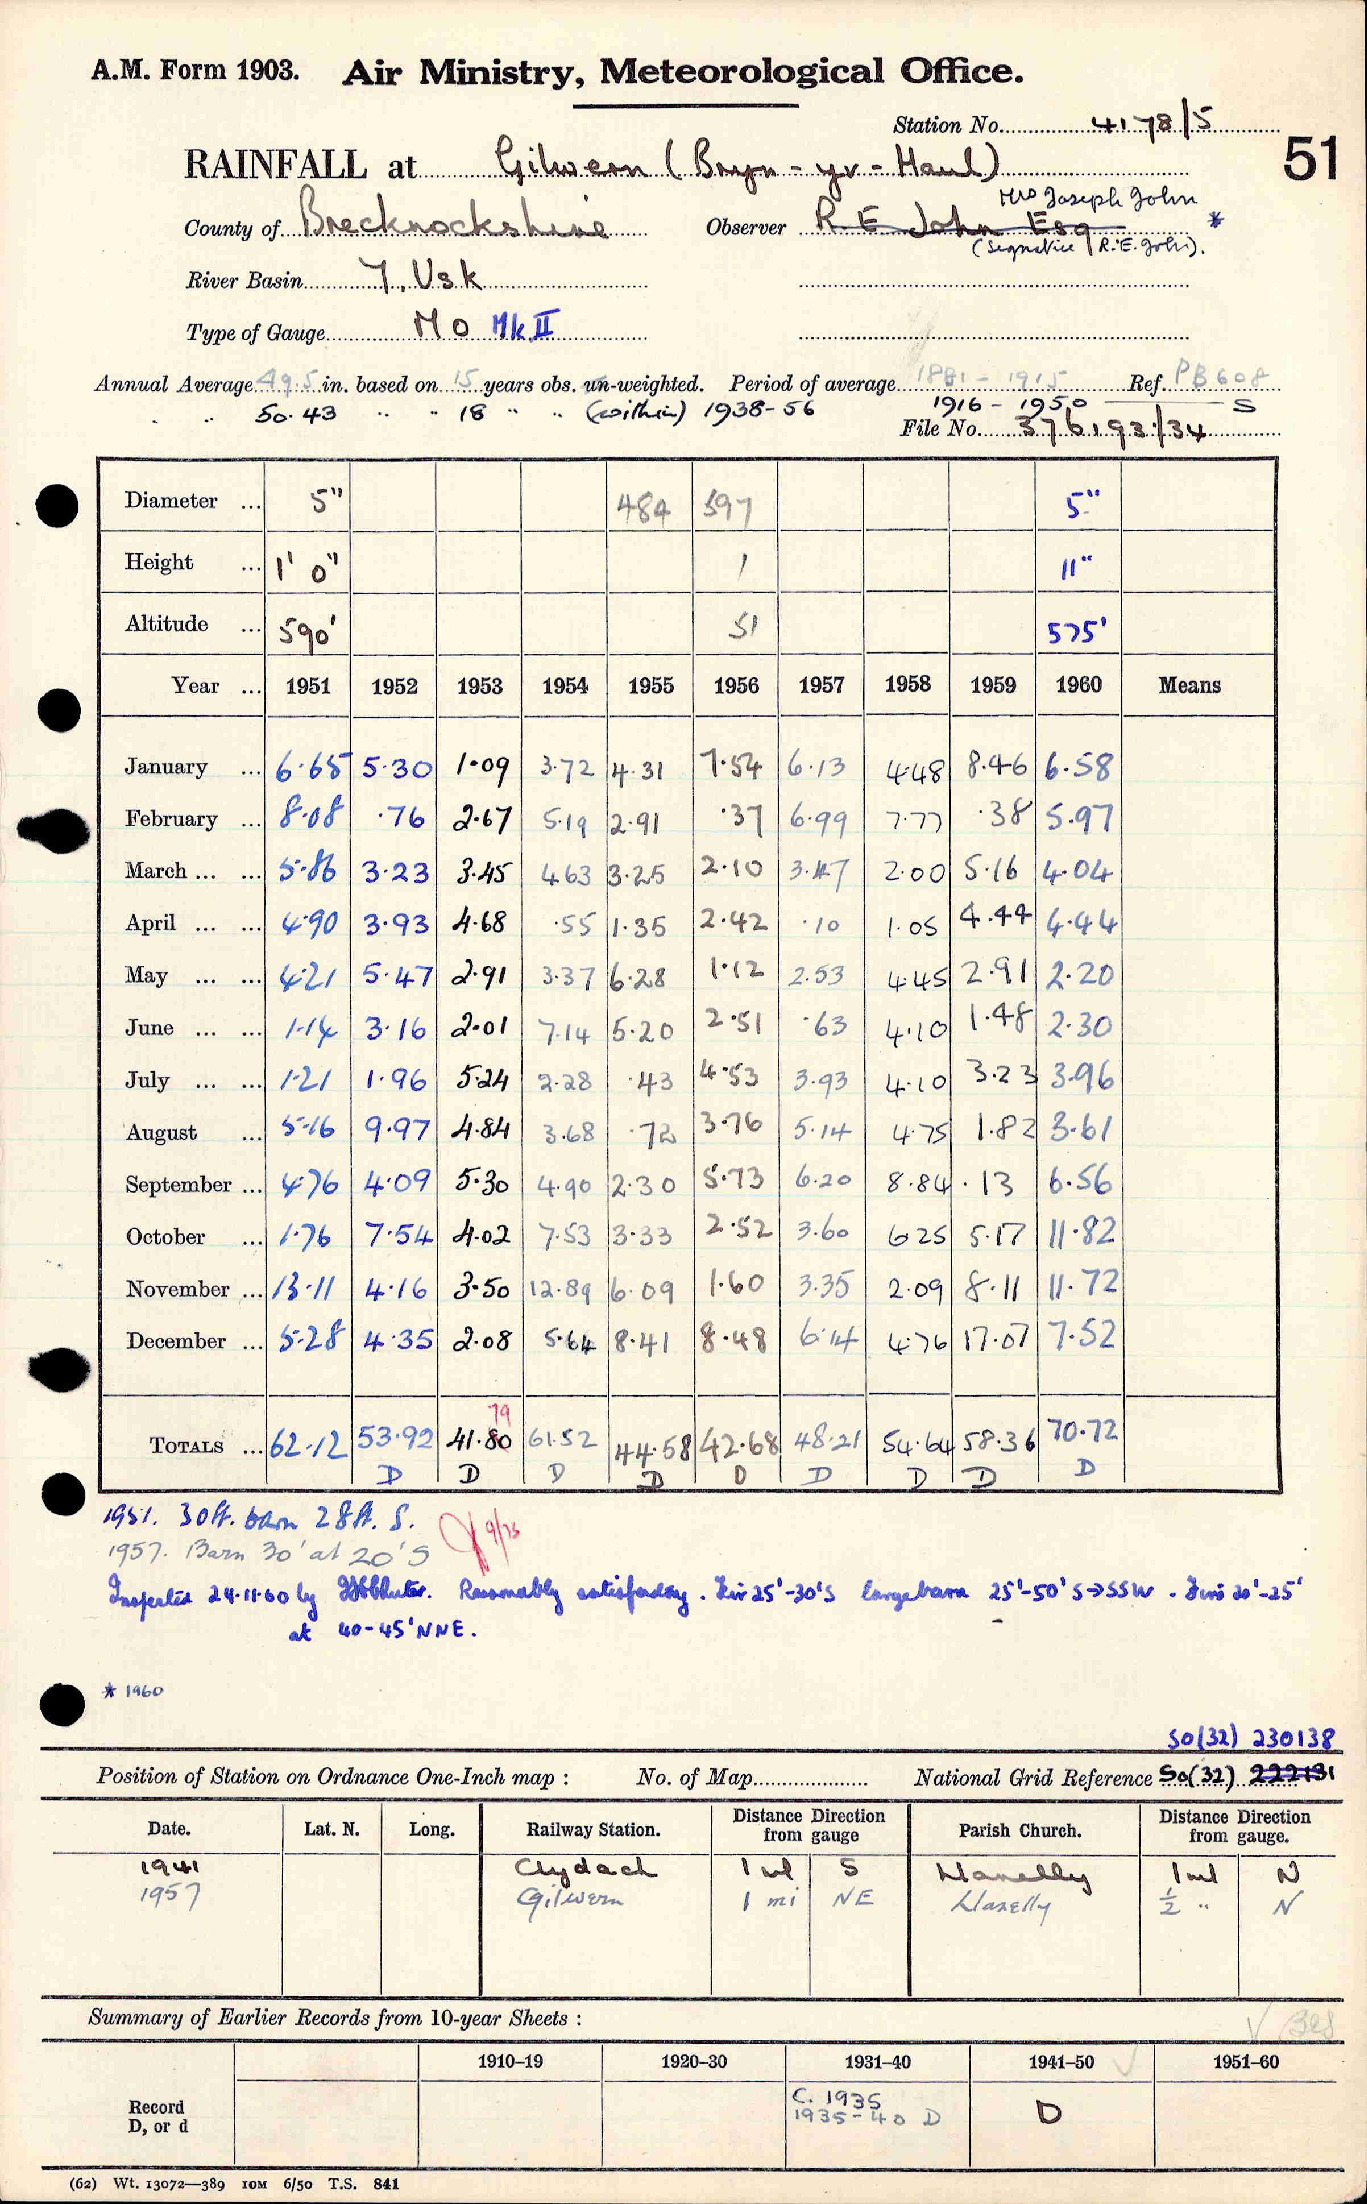 A.M. Form 1903. Air Ministry, Meteorological Office.
Station No. 4178/5
51
RAINFALL at Gilwern (Bryn-yr-Haul)
Mrs Joseph John
County of Brecknockshire Observer R E John Esq *
(Signature R.E. John).
River Basin 7, Usk
Type of Gauge MO Mk II
Annual Average 49.5 in. based on 15 years obs. un-weighted. Period of average 1881-1915 Ref. PB608
" " 50.43 " " 18 " " (within) 1938-56 1916-1950 S
File No. 376193/34
Diameter ... 5" 484 597 5"
Height ... 1' 0" 1 11"
Altitude ... 590' 51 575'
Year ... 1951 1952 1953 1954 1955 1956 1957 1958 1959 1960 Means
January ... 6.65 5.30 1.09 3.72 4.31 7.54 6.13 4.48 8.46 6.58
February ... 8.08 .76 2.67 5.19 2.91 .37 6.99 7.77 .38 5.97
March ... ... 5.86 3.23 3.45 4.63 3.25 2.10 3.47 2.00 5.16 4.04
April ... ... 4.90 3.93 4.68 .55 1.35 2.42 .10 1.05 4.44 4.44
May ... ... 4.21 5.47 2.91 3.37 6.28 1.12 2.53 4.45 2.91 2.20
June ... ... 1.14 3.16 2.01 7.14 5.20 2.51 .63 4.10 1.48 2.30
July ... ... 1.21 1.96 5.24 2.28 .43 4.53 3.93 4.10 3.23 3.96
August ... 5.16 9.97 4.84 3.68 .72 3.76 5.14 4.75 1.82 3.61
September ... 4.76 4.09 5.30 4.90 2.30 5.73 6.20 8.84 .13 6.56
October ... 1.76 7.54 4.02 7.53 3.33 2.52 3.60 6.25 5.17 11.82
November ... 13.11 4.16 3.50 12.89 6.09 1.60 3.35 2.09 8.11 11.72
December ... 5.28 4.35 2.08 5.64 8.41 8.48 6.14 4.76 17.07 7.52
79
TOTALS ... 62.12 53.92 41.80 61.52 44.58 42.68 48.21 54.64 58.36 70.72
D D D D D D D D D
1951. 30ft. barn 28ft. S.
9/75
1957. Barn 30' at 20' S
Inspected 24.11.60 by Reasonably satisfactory. Fir 25'-30' S large barn 25'-50' S→SSW. Firs 20'-25'
at 40-45' NNE.
* 1960
SO(32) 230138
Position of Station on Ordnance One-Inch map : No. of Map National Grid Reference SO(32) 222131
Date. Lat. N. Long. Railway Station. Distance Direction from gauge Parish Church. Distance Direction from gauge.
1941 Clydach 1 ml S Llanelly 1 ml N
1957 Gilwern 1 mi NE Llanelly ½ " N
Summary of Earlier Records from 10-year Sheets :
1910–19 1920–30 1931–40 1941–50 1951–60
Record D, or d C. 1935 1935-40 D D
(62) Wt. 13072—389 10M 6/50 T.S. 841